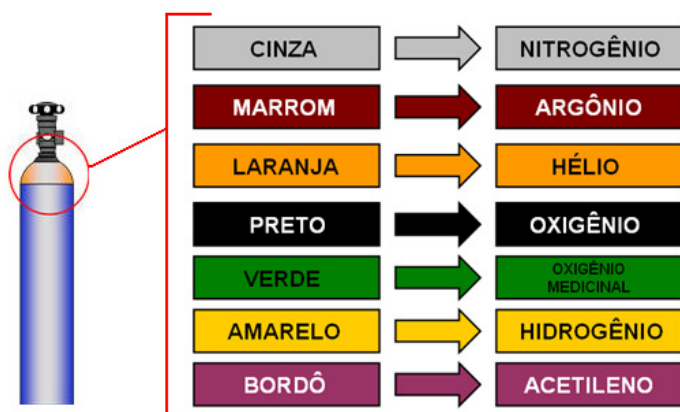 CINZA NITROGÊNIO
MARROM ARGÔNIO
LARANJA HÉLIO
PRETO OXIGÊNIO
VERDE OXIGÊNIO
MEDICINAL
AMARELO HIDROGÊNIO
BORDÔ ACETILENO